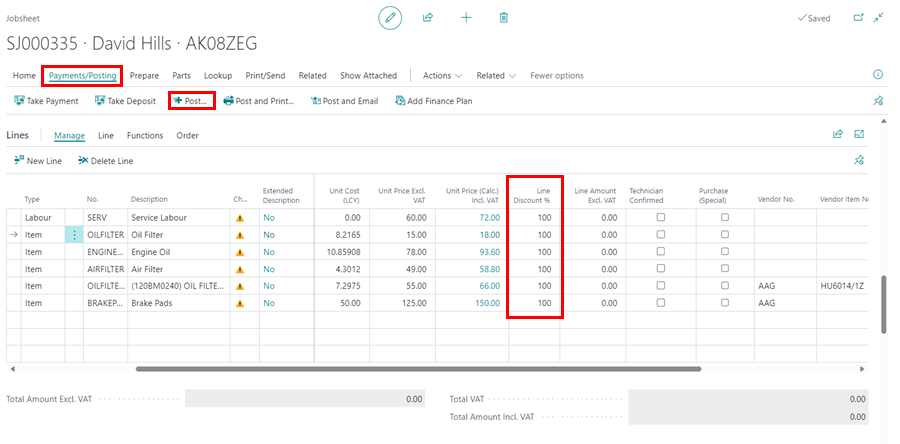 Jobsheet
Saved
SJ000335 · David Hills · AK08ZEG
Home Payments/Posting Prepare Parts Lookup Print/Send Related Show Attached Actions Related Fewer options
Take Payment Take Deposit Post... Post and Print... Post and Email Add Finance Plan
Lines Manage Line Functions Order
New Line Delete Line
Type No. Description Ch... Extended Description Unit Cost (LCY) Unit Price Excl. VAT Unit Price (Calc.) Incl. VAT Line Discount % Line Amount Excl. VAT Technician Confirmed Purchase (Special) Vendor No. Vendor Item No
Labour SERV Service Labour No 0.00 60.00 72.00 100 0.00
Item OILFILTER Oil Filter No 8.2165 15.00 18.00 100 0.00
Item ENGINE... Engine Oil No 10.85908 78.00 93.60 100 0.00
Item AIRFILTER Air Filter No 4.3012 49.00 58.80 100 0.00
Item OILFILTE... (120BM0240) OIL FILTE... No 7.2975 55.00 66.00 100 0.00 AAG HU6014/1Z
Item BRAKEP... Brake Pads No 50.00 125.00 150.00 100 0.00 AAG
Total Amount Excl. VAT 0.00 Total VAT 0.00
Total Amount Incl. VAT 0.00